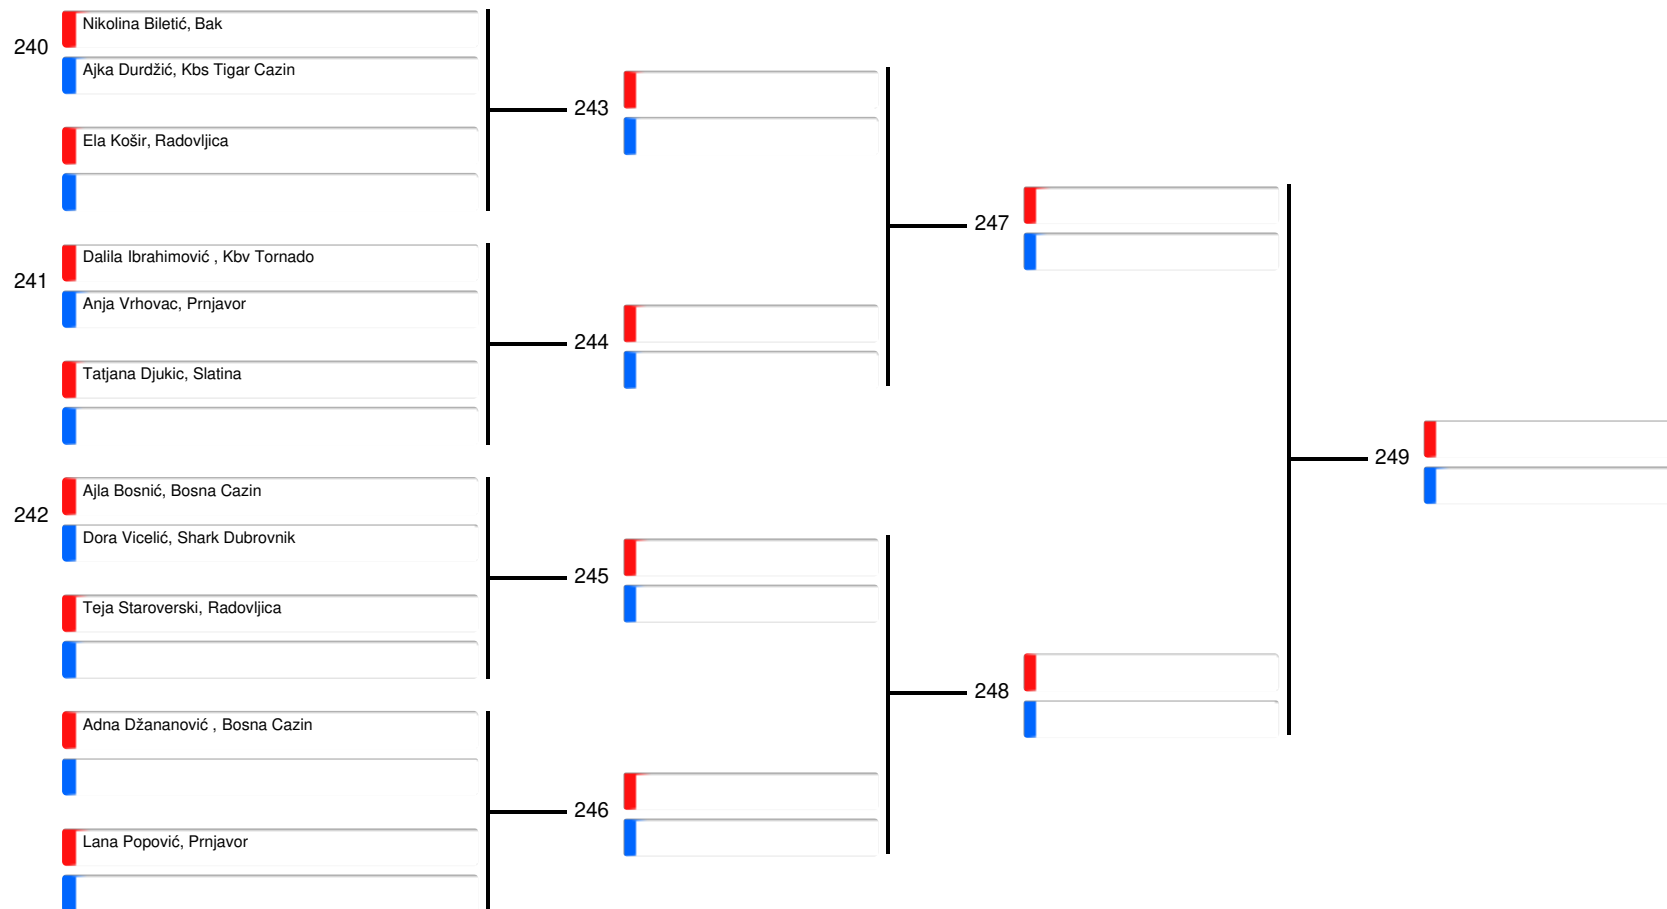 240
Nikolina Biletić, Bak
Ajka Durdžić, Kbs Tigar Cazin
Ela Košir, Radovljica
241
Dalila Ibrahimović , Kbv Tornado
Anja Vrhovac, Prnjavor
Tatjana Djukic, Slatina
242
Ajla Bosnić, Bosna Cazin
Dora Vicelić, Shark Dubrovnik
Teja Staroverski, Radovljica
Adna Džananović , Bosna Cazin
Lana Popović, Prnjavor
243
244
245
246
247
248
249